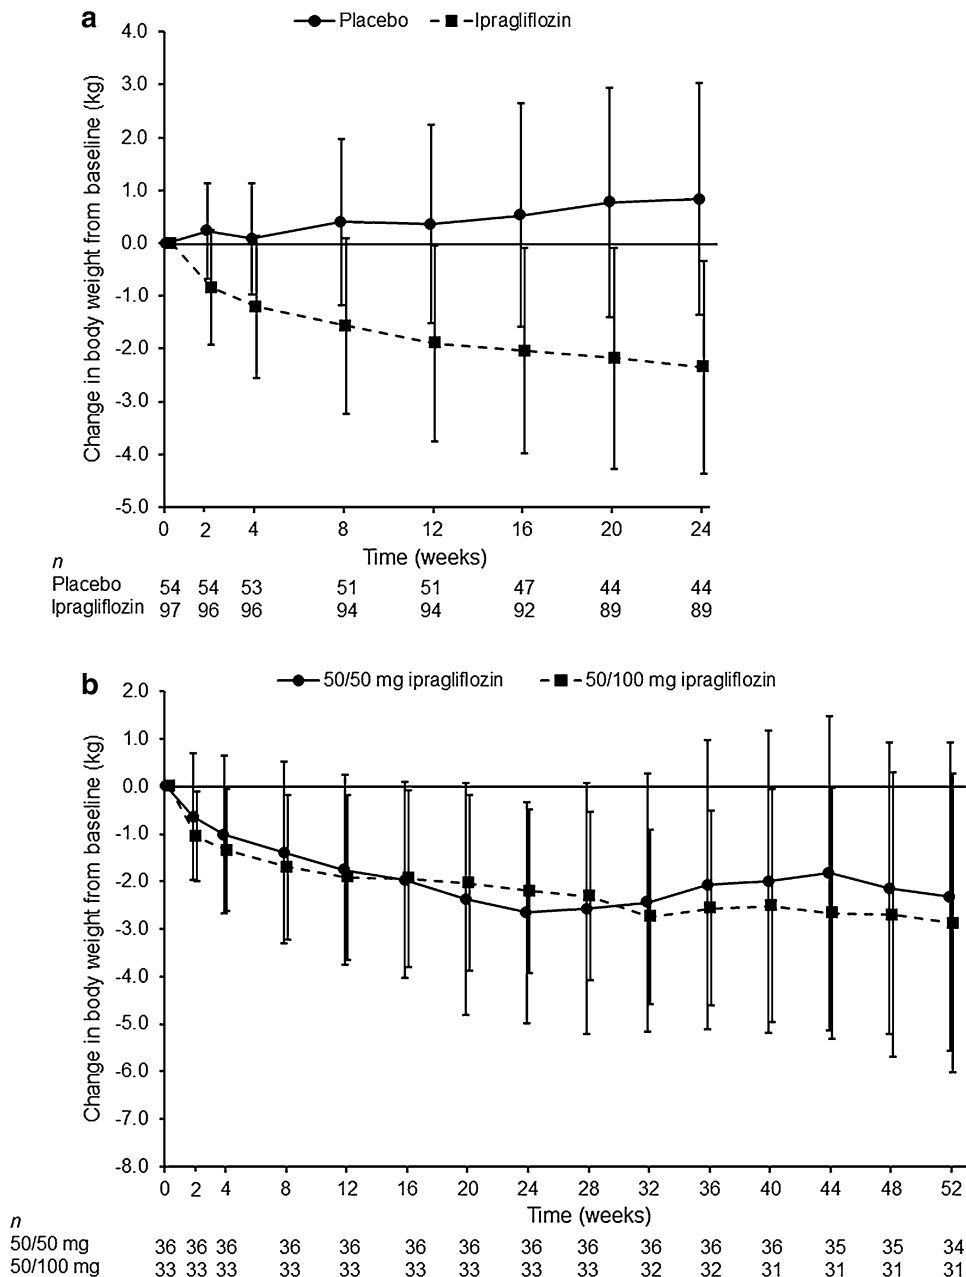 a
Placebo Ipragliflozin
Change in body weight from baseline (kg)
4.0
3.0
2.0
1.0
0.0
-1.0
-2.0
-3.0
-4.0
-5.0
0 2 4 8 12 16 20 24
Time (weeks)
n
Placebo 54 54 53 51 51 47 44 44
Ipragliflozin 97 96 96 94 94 92 89 89
b
50/50 mg ipragliflozin 50/100 mg ipragliflozin
Change in body weight from baseline (kg)
2.0
1.0
0.0
-1.0
-2.0
-3.0
-4.0
-5.0
-6.0
-7.0
-8.0
0 2 4 8 12 16 20 24 28 32 36 40 44 48 52
Time (weeks)
n
50/50 mg 36 36 36 36 36 36 36 36 36 36 36 36 35 35 34
50/100 mg 33 33 33 33 33 33 33 33 33 32 32 31 31 31 31